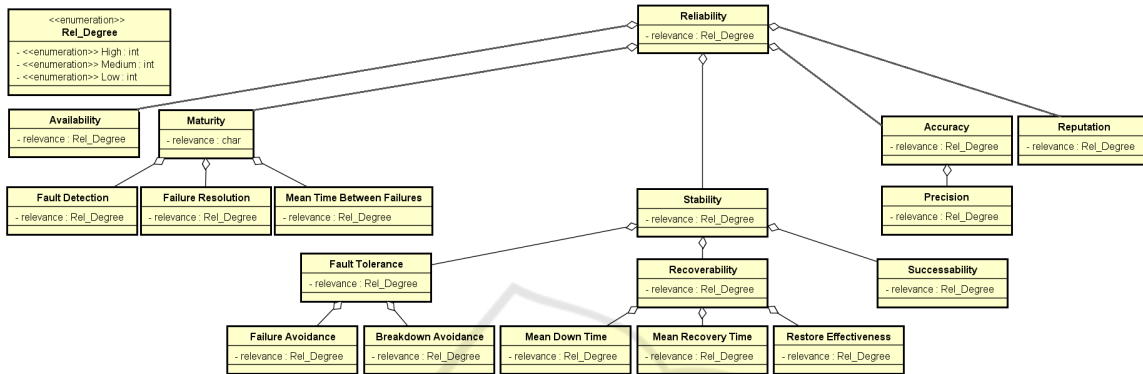 <<enumeration>>
Rel_Degree
- <<enumeration>> High : int
- <<enumeration>> Medium : int
- <<enumeration>> Low : int
Reliability
- relevance : Rel_Degree
Availability
- relevance : Rel_Degree
Maturity
- relevance : char
Accuracy
- relevance : Rel_Degree
Reputation
- relevance : Rel_Degree
Fault Detection
- relevance : Rel_Degree
Failure Resolution
- relevance : Rel_Degree
Mean Time Between Failures
- relevance : Rel_Degree
Stability
- relevance : Rel_Degree
Precision
- relevance : Rel_Degree
Fault Tolerance
- relevance : Rel_Degree
Recoverability
- relevance : Rel_Degree
Successability
- relevance : Rel_Degree
Failure Avoidance
- relevance : Rel_Degree
Breakdown Avoidance
- relevance : Rel_Degree
Mean Down Time
- relevance : Rel_Degree
Mean Recovery Time
- relevance : Rel_Degree
Restore Effectiveness
- relevance : Rel_Degree